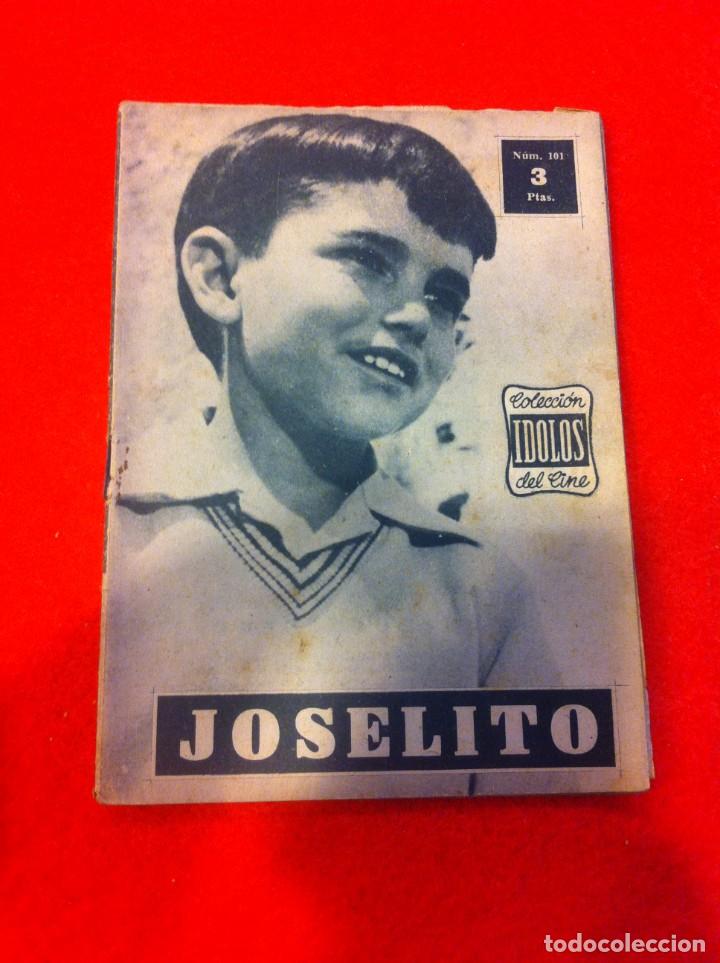 Núm. 101
3
Ptas.
Colección
IDOLOS
del Cine
JOSELITO
todocoleccion